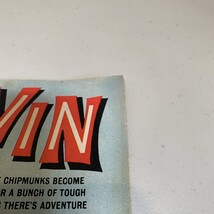 VIN
CHIPMUNKS BECOME
R A BUNCH OF TOUGH
THERE'S ADVENTURE